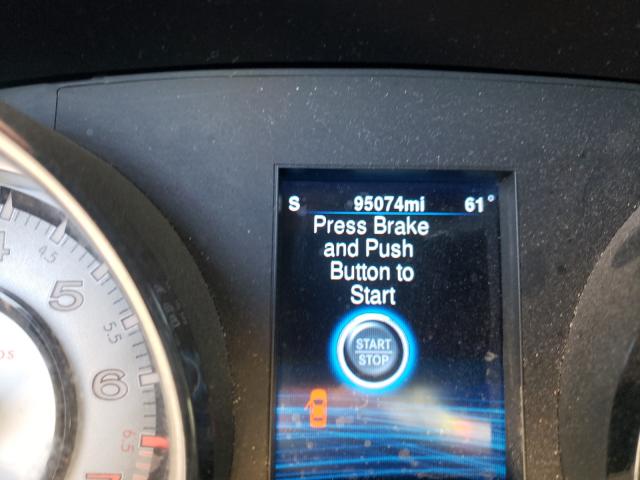 S 95074mi 61°
Press Brake
and Push
Button to
Start
START
STOP
4
4.5
5
5.5
6
6.5
7